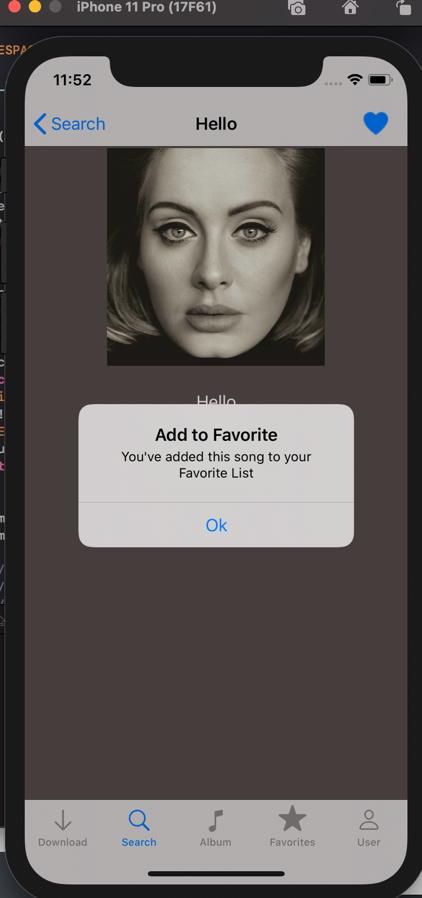 iPhone 11 Pro (17F61)
ESPA
11:52
Search
Hello
Hello
Add to Favorite
You've added this song to your
Favorite List
Ok
Download
Search
Album
Favorites
User